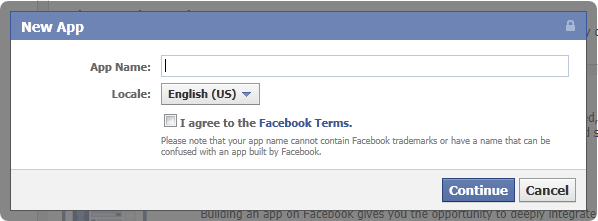 New App
App Name:
Locale: English (US)
I agree to the Facebook Terms.
Please note that your app name cannot contain Facebook trademarks or have a name that can be
confused with an app built by Facebook.
Continue Cancel
Building an app on Facebook gives you the opportunity to deeply integrate